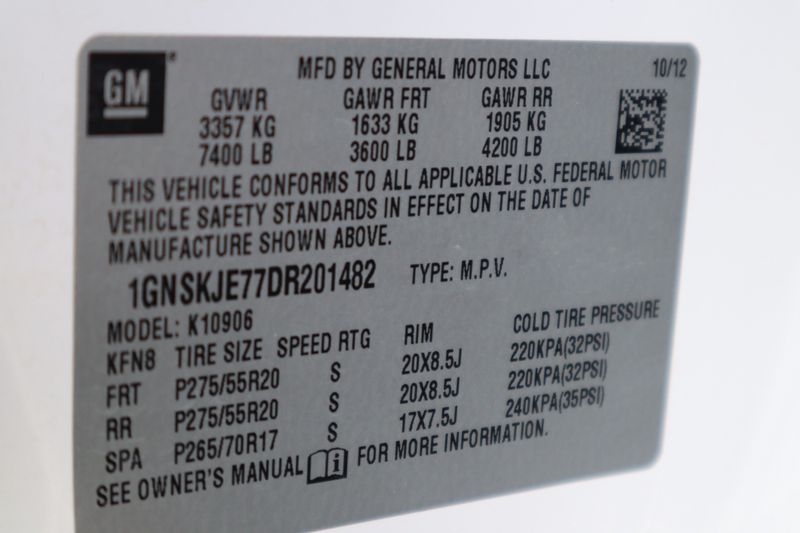 GM
MFD BY GENERAL MOTORS LLC 10/12
GVWR GAWR FRT GAWR RR
3357 KG 1633 KG 1905 KG
7400 LB 3600 LB 4200 LB
THIS VEHICLE CONFORMS TO ALL APPLICABLE U.S. FEDERAL MOTOR
VEHICLE SAFETY STANDARDS IN EFFECT ON THE DATE OF
MANUFACTURE SHOWN ABOVE.
1GNSKJE77DR201482 TYPE: M.P.V.
MODEL: K10906
KFN8 TIRE SIZE SPEED RTG RIM COLD TIRE PRESSURE
FRT P275/55R20 S 20X8.5J 220KPA(32PSI)
RR P275/55R20 S 20X8.5J 220KPA(32PSI)
SPA P265/70R17 S 17X7.5J 240KPA(35PSI)
SEE OWNER'S MANUAL i FOR MORE INFORMATION.